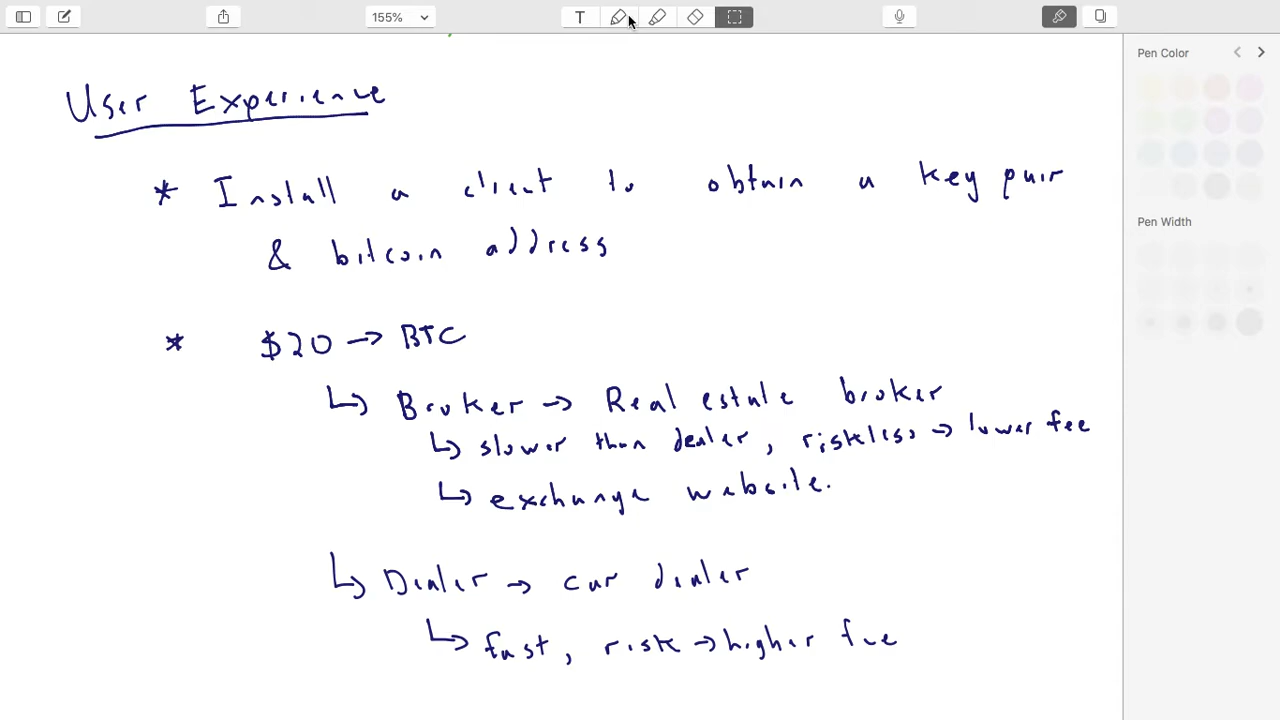 155%
T
Pen Color
User Experience
* Install a client to obtain a key pair
& bitcoin address
Pen Width
* $20 → BTC
↳ Broker → Real estate broker
↳ slower than dealer, riskless → lower fee
↳ exchange website.
↳ Dealer → car dealer
↳ fast, risk → higher fee